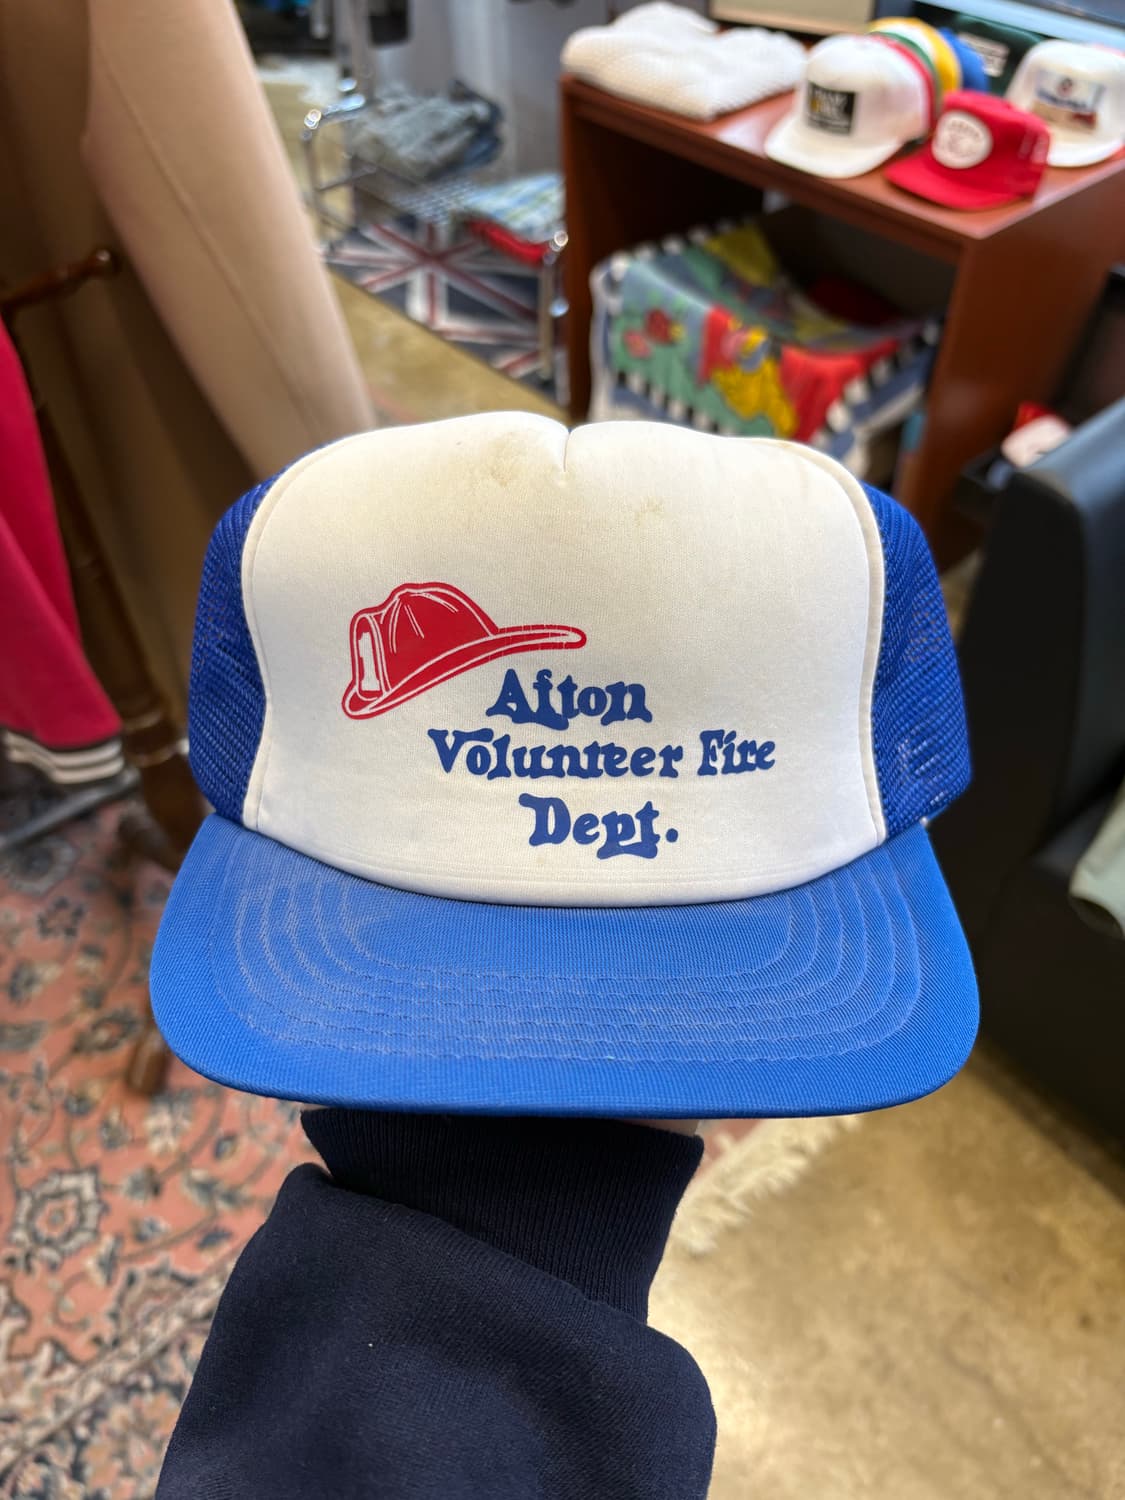 Afton
Volunteer Fire
Dept.